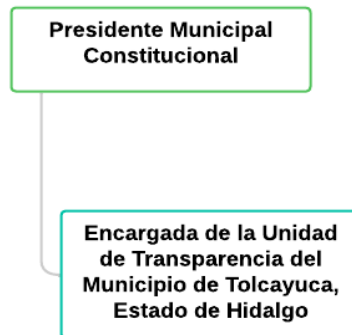 Presidente Municipal
Constitucional
Encargada de la Unidad
de Transparencia del
Municipio de Tolcayuca,
Estado de Hidalgo